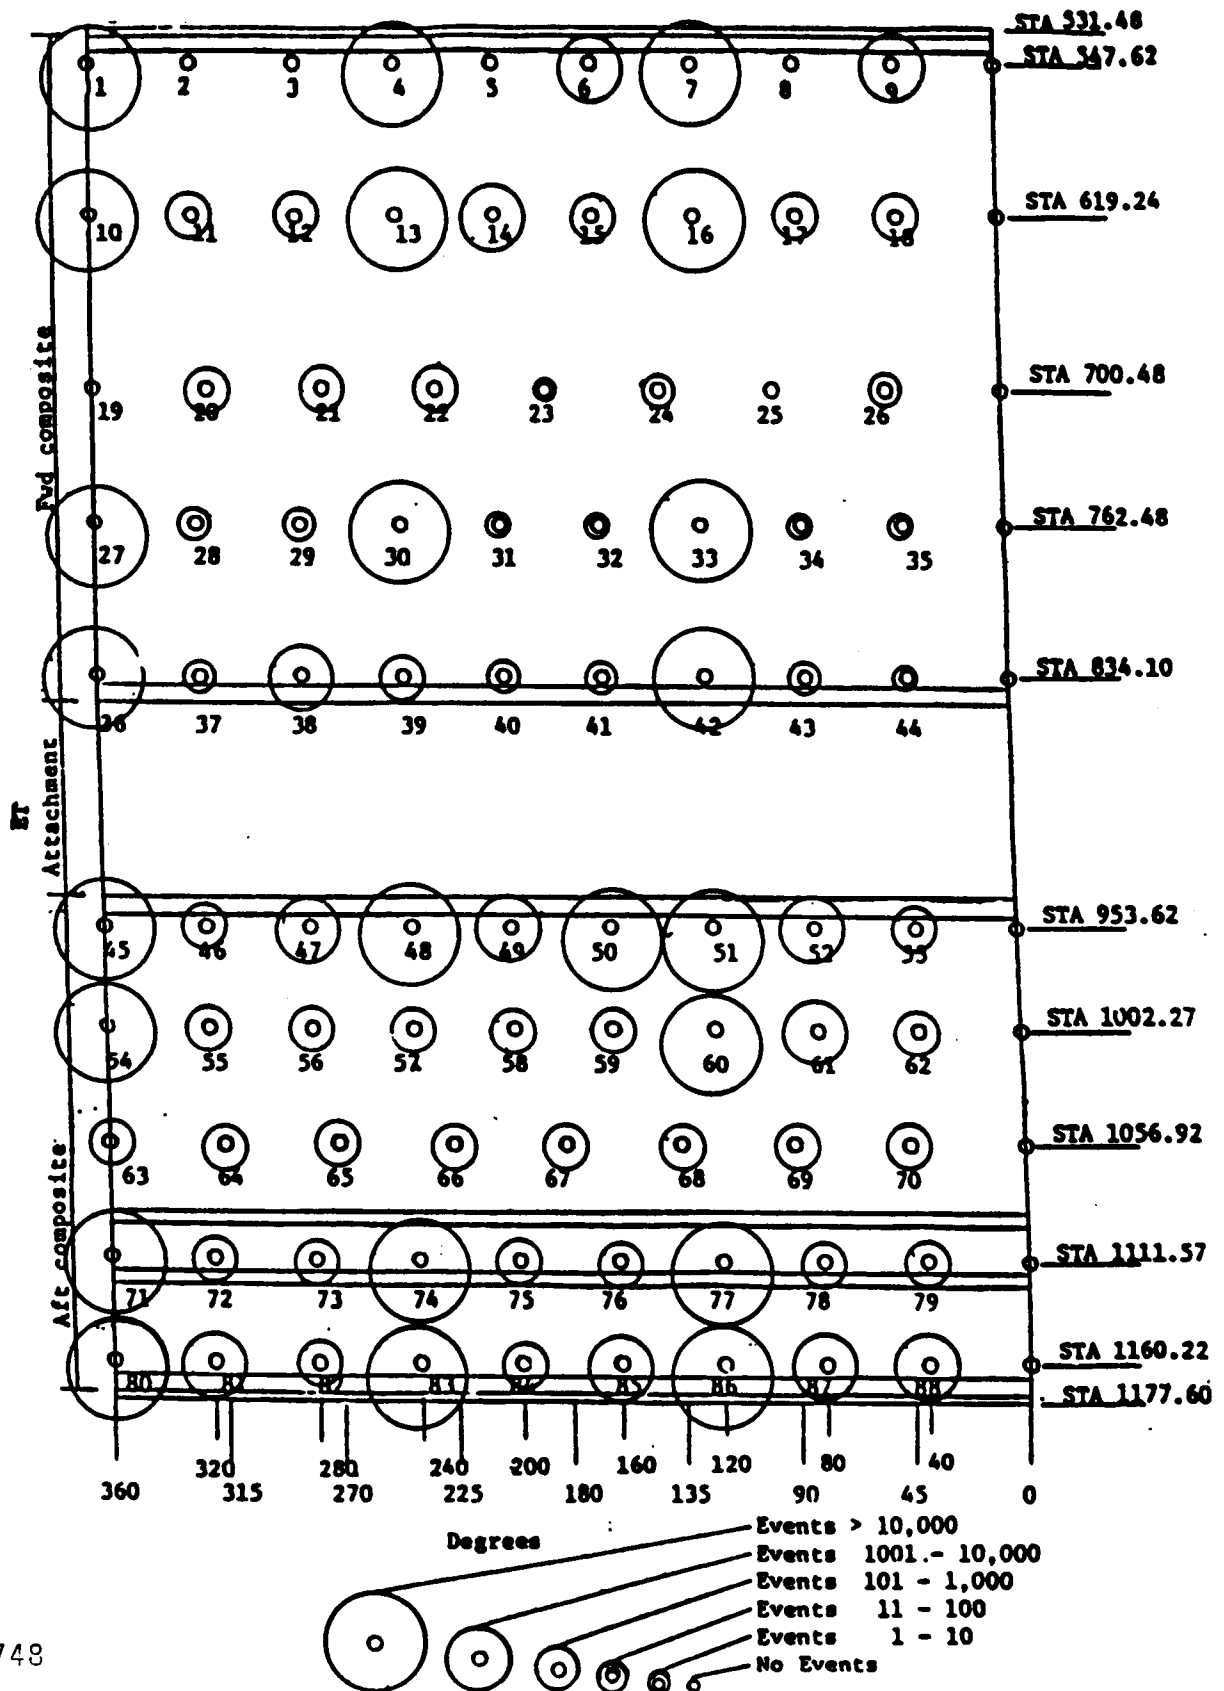 STA 531.48
STA 547.62
1 2 3 4 5 6 7 8 9
STA 619.24
10 11 12 13 14 15 16 17 18
Fwd composite
STA 700.48
19 20 21 22 23 24 25 26
STA 762.48
27 28 29 30 31 32 33 34 35
STA 834.10
36 37 38 39 40 41 42 43 44
ET
Attachment
STA 953.62
45 46 47 48 49 50 51 52 53
STA 1002.27
54 55 56 57 58 59 60 61 62
STA 1056.92
63 64 65 66 67 68 69 70
Aft composite
STA 1111.57
71 72 73 74 75 76 77 78 79
STA 1160.22
80 81 82 83 84 85 86 87 88
STA 1177.60
320 280 240 200 160 120 80 40
360 315 270 225 180 135 90 45 0
Degrees
Events > 10,000
Events 1001.- 10,000
Events 101 - 1,000
Events 11 - 100
Events 1 - 10
No Events
748